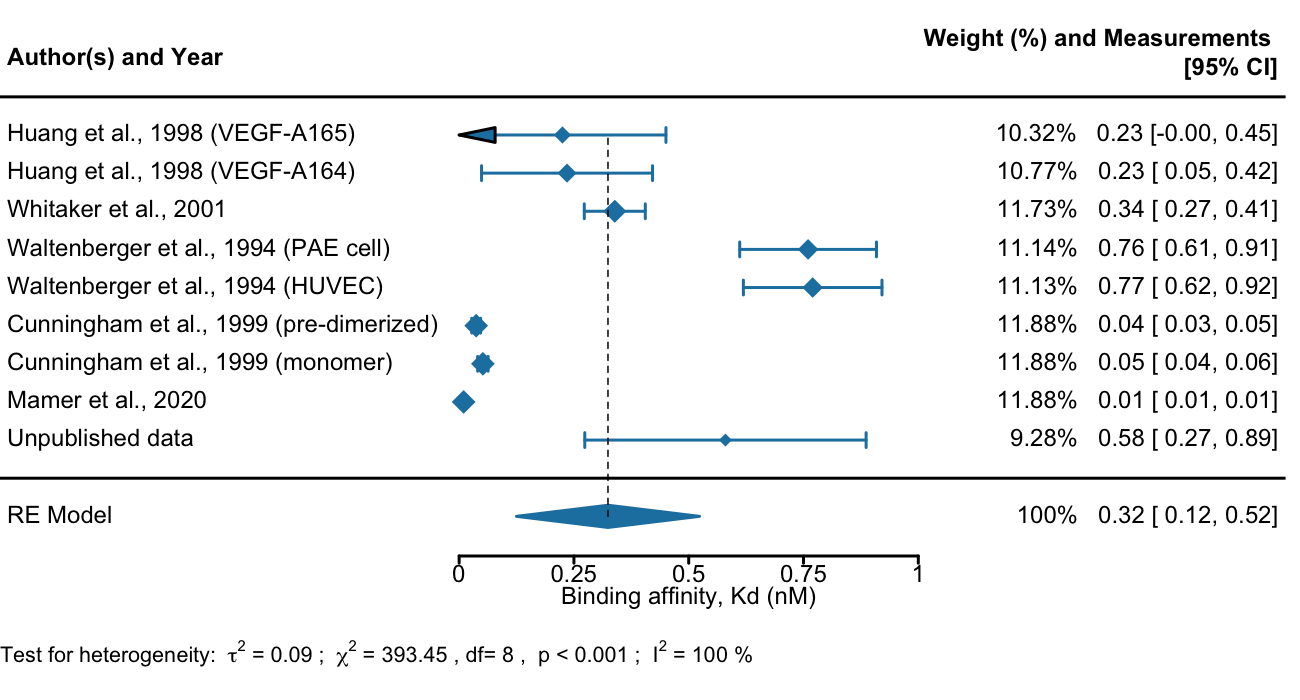 Author(s) and Year
Weight (%) and Measurements
[95% CI]
Huang et al., 1998 (VEGF-A165) 10.32% 0.23 [-0.00, 0.45]
Huang et al., 1998 (VEGF-A164) 10.77% 0.23 [ 0.05, 0.42]
Whitaker et al., 2001 11.73% 0.34 [ 0.27, 0.41]
Waltenberger et al., 1994 (PAE cell) 11.14% 0.76 [ 0.61, 0.91]
Waltenberger et al., 1994 (HUVEC) 11.13% 0.77 [ 0.62, 0.92]
Cunningham et al., 1999 (pre-dimerized) 11.88% 0.04 [ 0.03, 0.05]
Cunningham et al., 1999 (monomer) 11.88% 0.05 [ 0.04, 0.06]
Mamer et al., 2020 11.88% 0.01 [ 0.01, 0.01]
Unpublished data 9.28% 0.58 [ 0.27, 0.89]
RE Model 100% 0.32 [ 0.12, 0.52]
0 0.25 0.5 0.75 1
Binding affinity, Kd (nM)
Test for heterogeneity: τ² = 0.09 ; χ² = 393.45 , df= 8 , p < 0.001 ; I² = 100 %